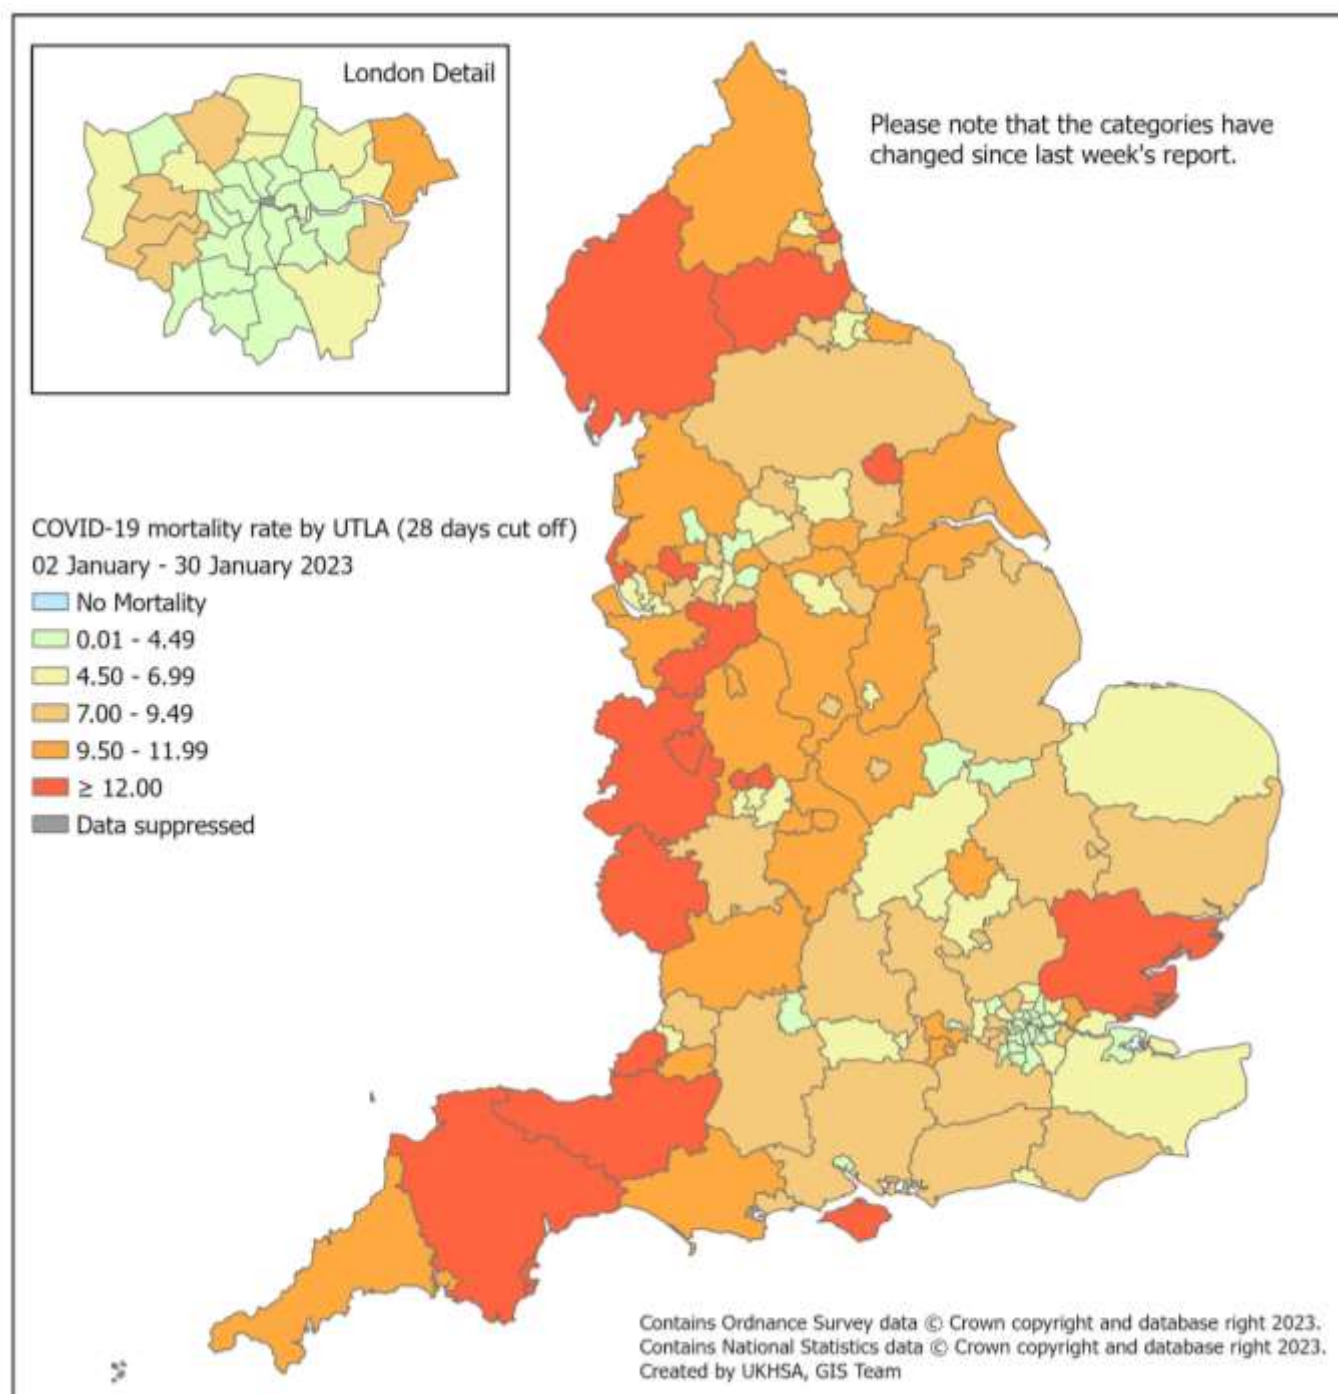 London Detail
Please note that the categories have
changed since last week's report.
COVID-19 mortality rate by UTLA (28 days cut off)
02 January - 30 January 2023
No Mortality
0.01 - 4.49
4.50 - 6.99
7.00 - 9.49
9.50 - 11.99
≥ 12.00
Data suppressed
Contains Ordnance Survey data © Crown copyright and database right 2023.
Contains National Statistics data © Crown copyright and database right 2023.
Created by UKHSA, GIS Team